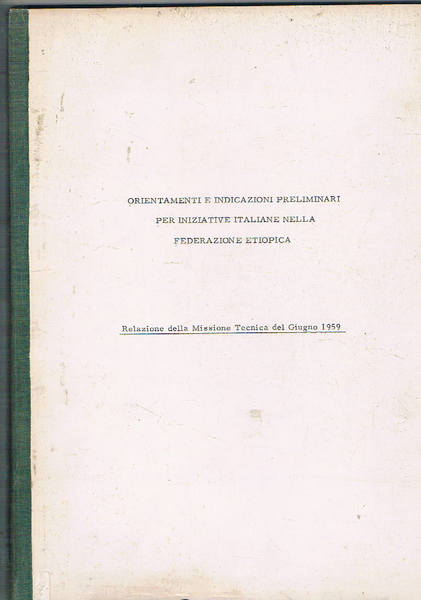 ORIENTAMENTI E INDICAZIONI PRELIMINARI
PER INIZIATIVE ITALIANE NELLA
FEDERAZIONE ETIOPICA
Relazione della Missione Tecnica del Giugno 1959